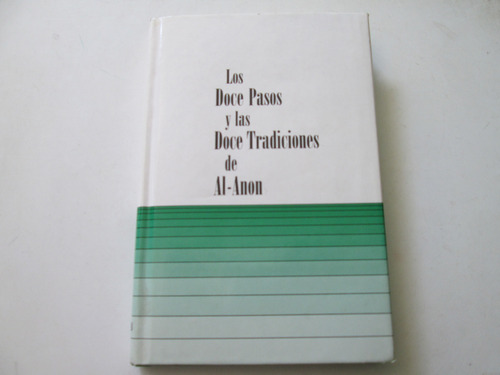 Los
Doce Pasos
y las
Doce Tradiciones
de
Al-Anon